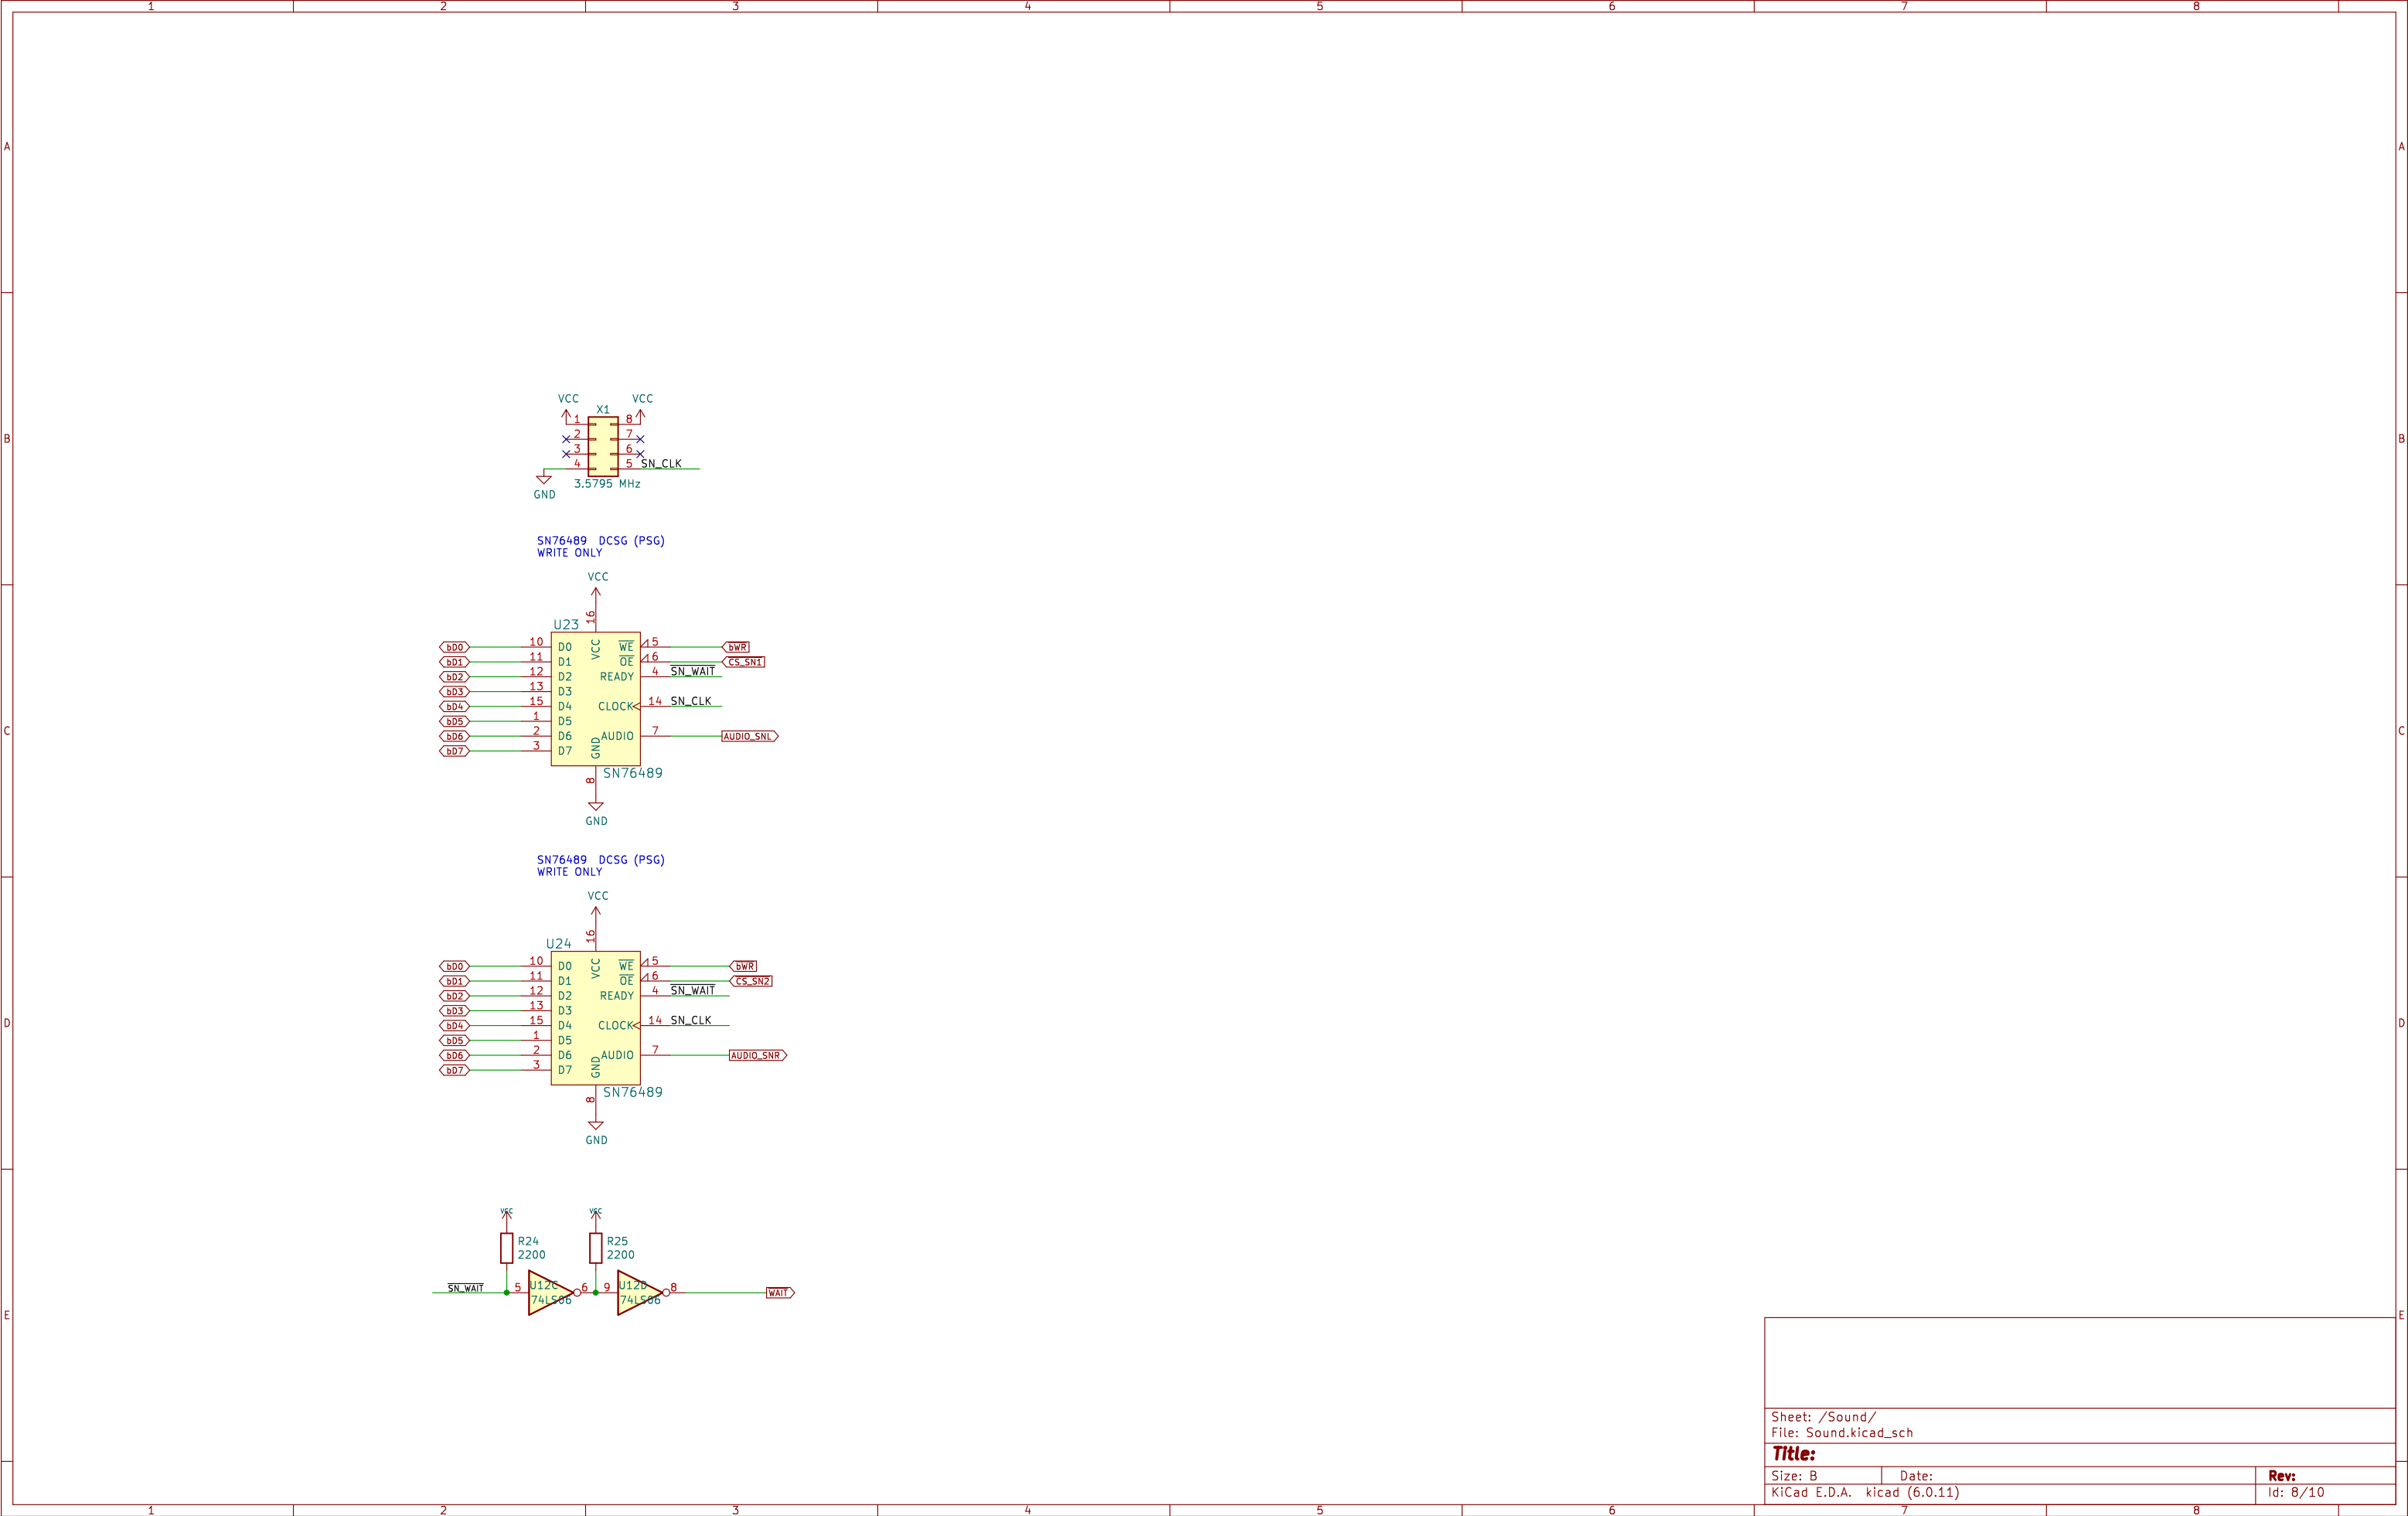 1 2 3 4 5 6 7 8
A A
B B
C C
D D
E E
VCC VCC
X1
1 8
2 7
3 6
4 5 SN_CLK
GND 3.5795 MHz
SN76489 DCSG (PSG)
WRITE ONLY
VCC
16
U23
VCC
bD0 10 D0 WE 5 bWR
bD1 11 D1 OE 6 CS_SN1
bD2 12 D2 READY 4 SN_WAIT
bD3 13 D3
bD4 15 D4 CLOCK 14 SN_CLK
bD5 1 D5
bD6 2 D6 AUDIO 7 AUDIO_SNL
bD7 3 D7
GND
SN76489
8
GND
SN76489 DCSG (PSG)
WRITE ONLY
VCC
16
U24
VCC
bD0 10 D0 WE 5 bWR
bD1 11 D1 OE 6 CS_SN2
bD2 12 D2 READY 4 SN_WAIT
bD3 13 D3
bD4 15 D4 CLOCK 14 SN_CLK
bD5 1 D5
bD6 2 D6 AUDIO 7 AUDIO_SNR
bD7 3 D7
GND
SN76489
8
GND
VCC VCC
R24 R25
2200 2200
SN_WAIT 5 U12C 6 9 U12D 8 WAIT
74LS06 74LS06
Sheet: /Sound/
File: Sound.kicad_sch
Title:
Size: B Date: Rev:
KiCad E.D.A. kicad (6.0.11) Id: 8/10
1 2 3 4 5 6 7 8